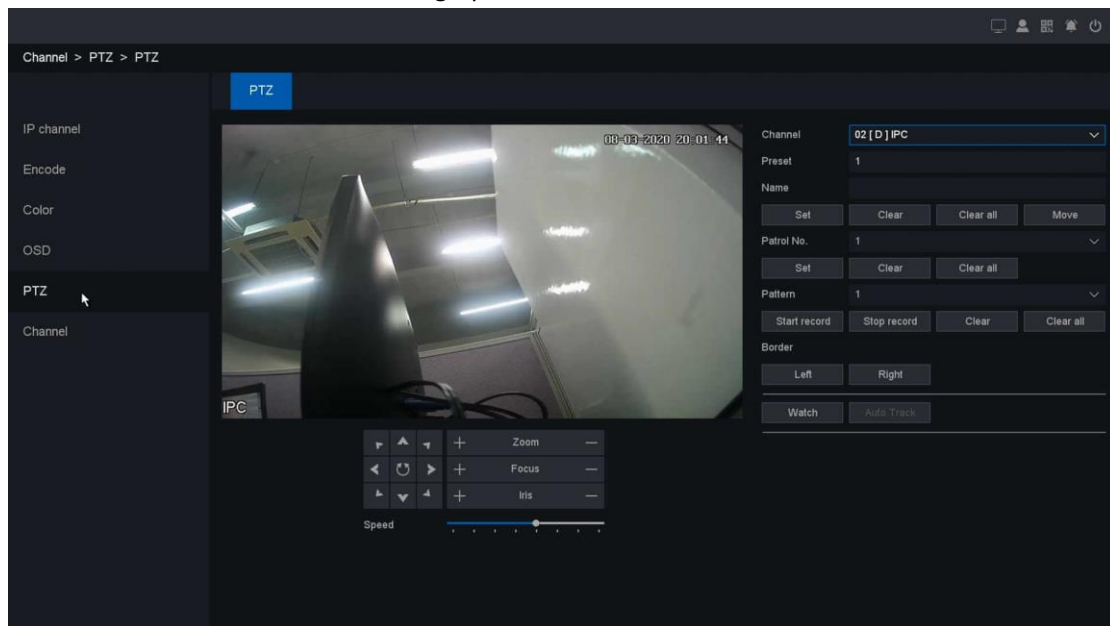 Channel > PTZ > PTZ
PTZ
IP channel
Encode
Color
OSD
PTZ
Channel
08-03-2020 20:01:44
IPC
Channel 02 [ D ] IPC
Preset 1
Name
Set Clear Clear all Move
Patrol No. 1
Set Clear Clear all
Pattern 1
Start record Stop record Clear Clear all
Border
Left Right
Watch Auto Track
+ Zoom —
+ Focus —
+ Iris —
Speed